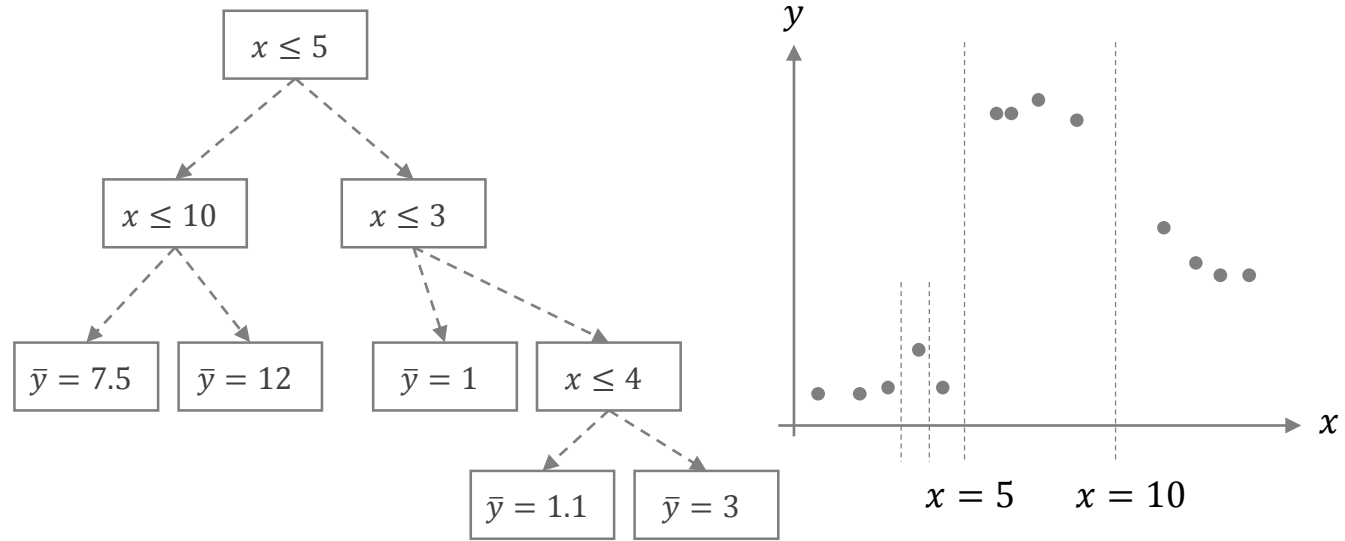 x ≤ 5
x ≤ 10
x ≤ 3
ȳ = 7.5
ȳ = 12
ȳ = 1
x ≤ 4
ȳ = 1.1
ȳ = 3
y
x
x = 5
x = 10